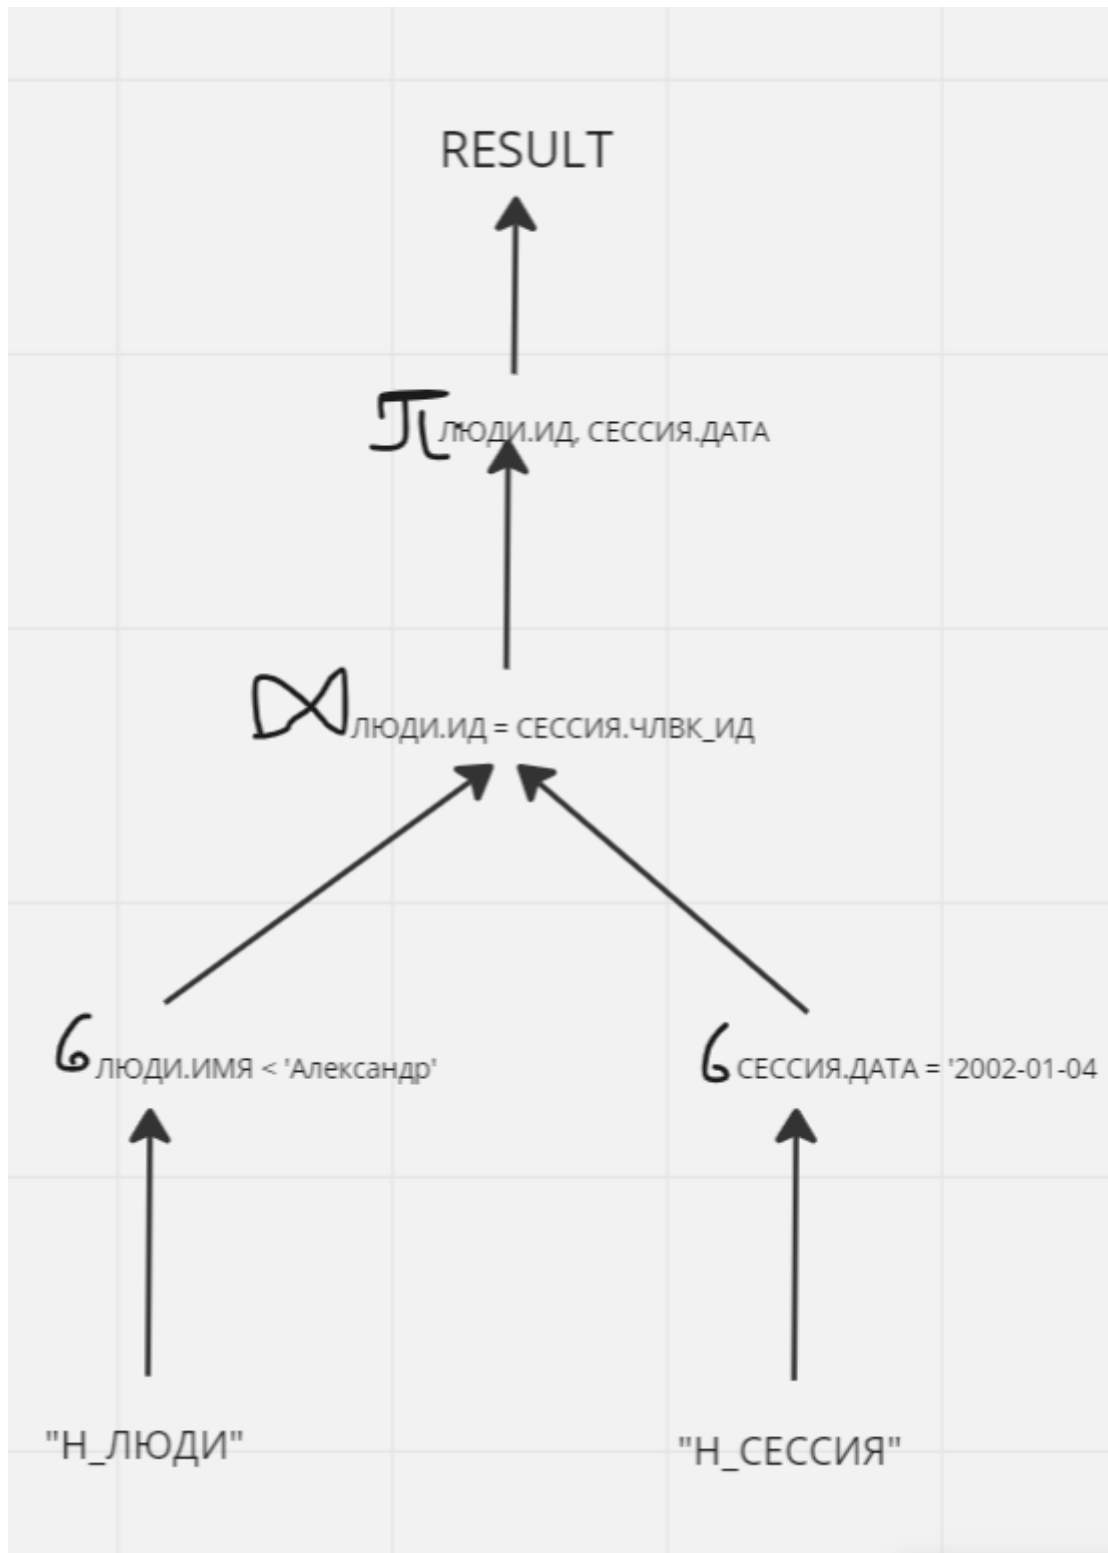 RESULT
π ЛЮДИ.ИД, СЕССИЯ.ДАТА
⋈ ЛЮДИ.ИД = СЕССИЯ.ЧЛВК_ИД
σ ЛЮДИ.ИМЯ < 'Александр'
σ СЕССИЯ.ДАТА = '2002-01-04
"Н_ЛЮДИ"
"Н_СЕССИЯ"